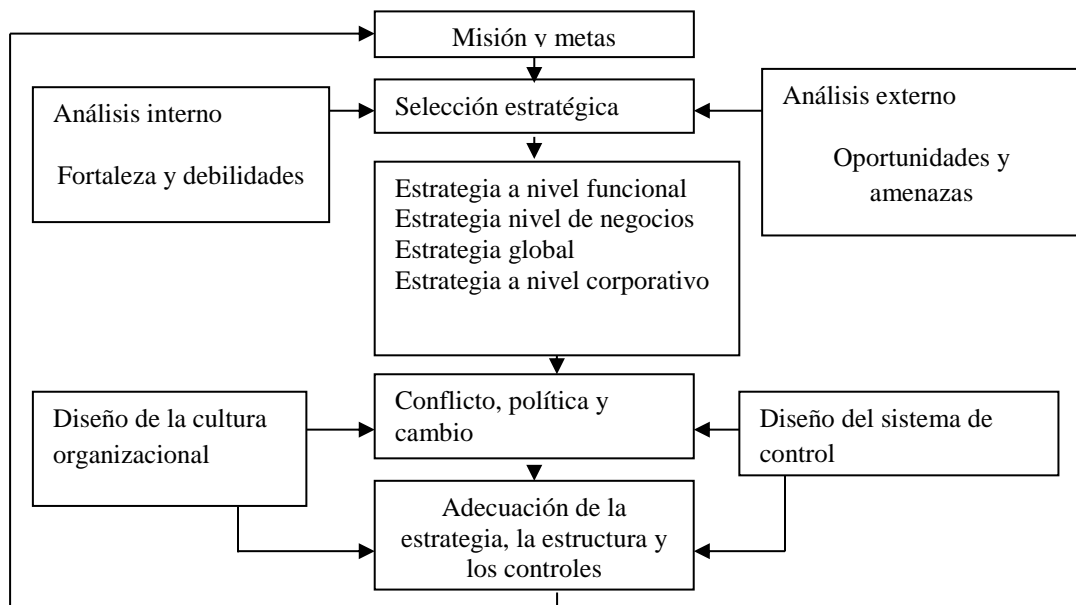 Misión y metas
Análisis interno
Fortaleza y debilidades
Selección estratégica
Análisis externo
Oportunidades y
amenazas
Estrategia a nivel funcional
Estrategia nivel de negocios
Estrategia global
Estrategia a nivel corporativo
Diseño de la cultura
organizacional
Conflicto, política y
cambio
Diseño del sistema de
control
Adecuación de la
estrategia, la estructura y
los controles